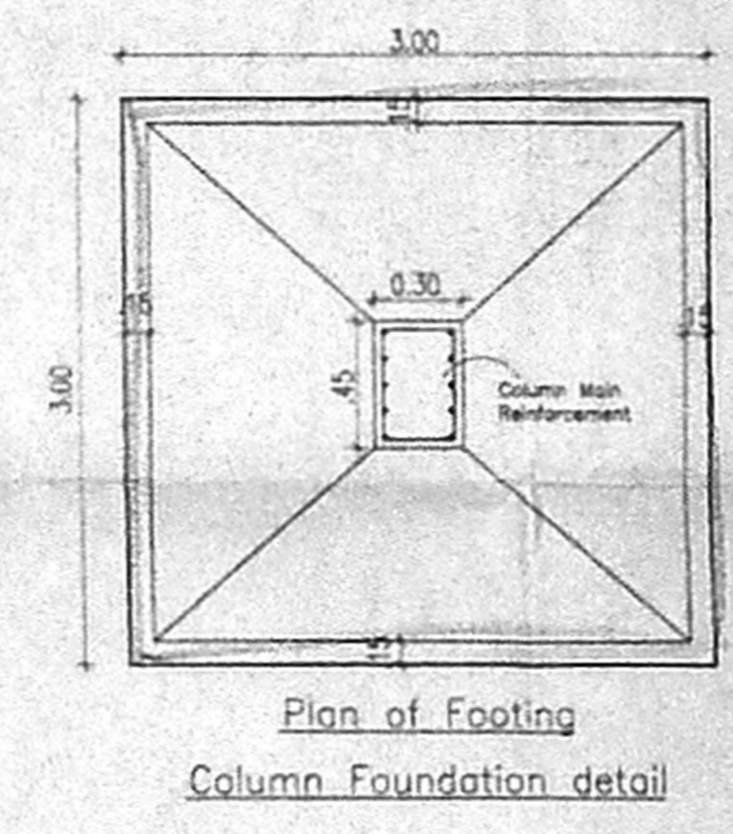 3.00
15
0.30
15
15
3.00
.45
Column Main
Reinforcement
15
Plan of Footing
Column Foundation detail